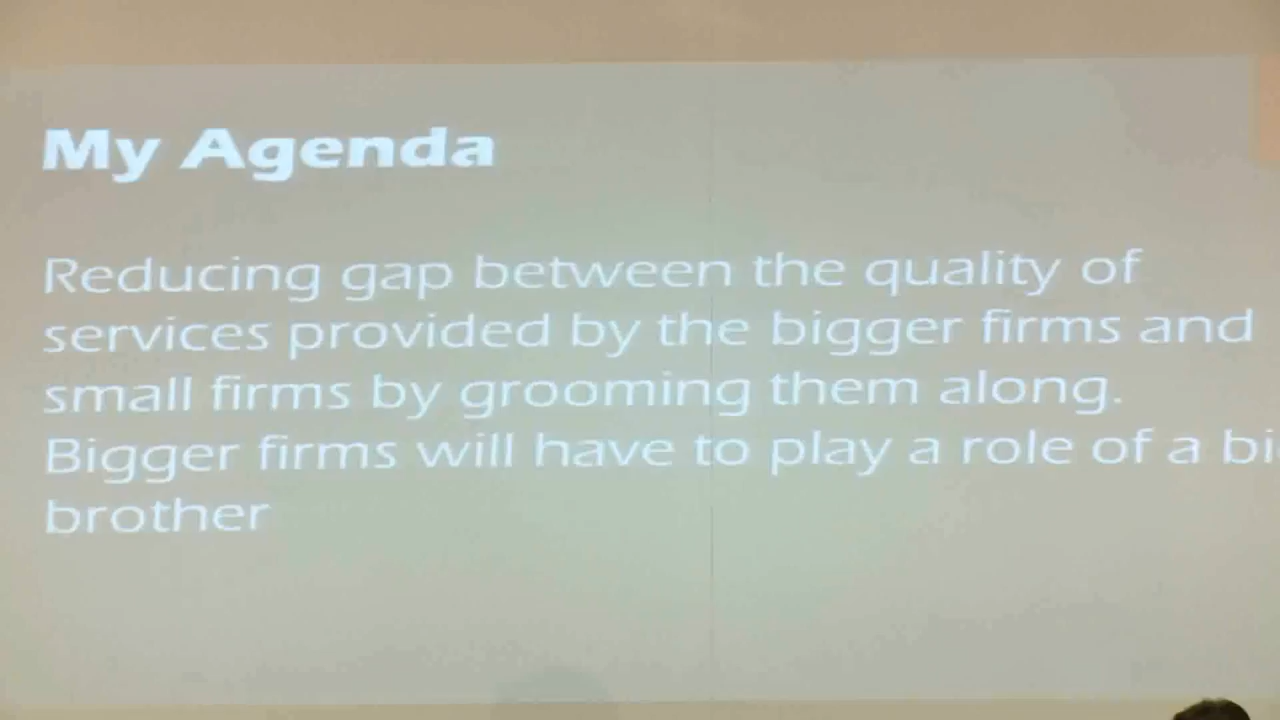 My Agenda
Reducing gap between the quality of
services provided by the bigger firms and
small firms by grooming them along.
Bigger firms will have to play a role of a
brother